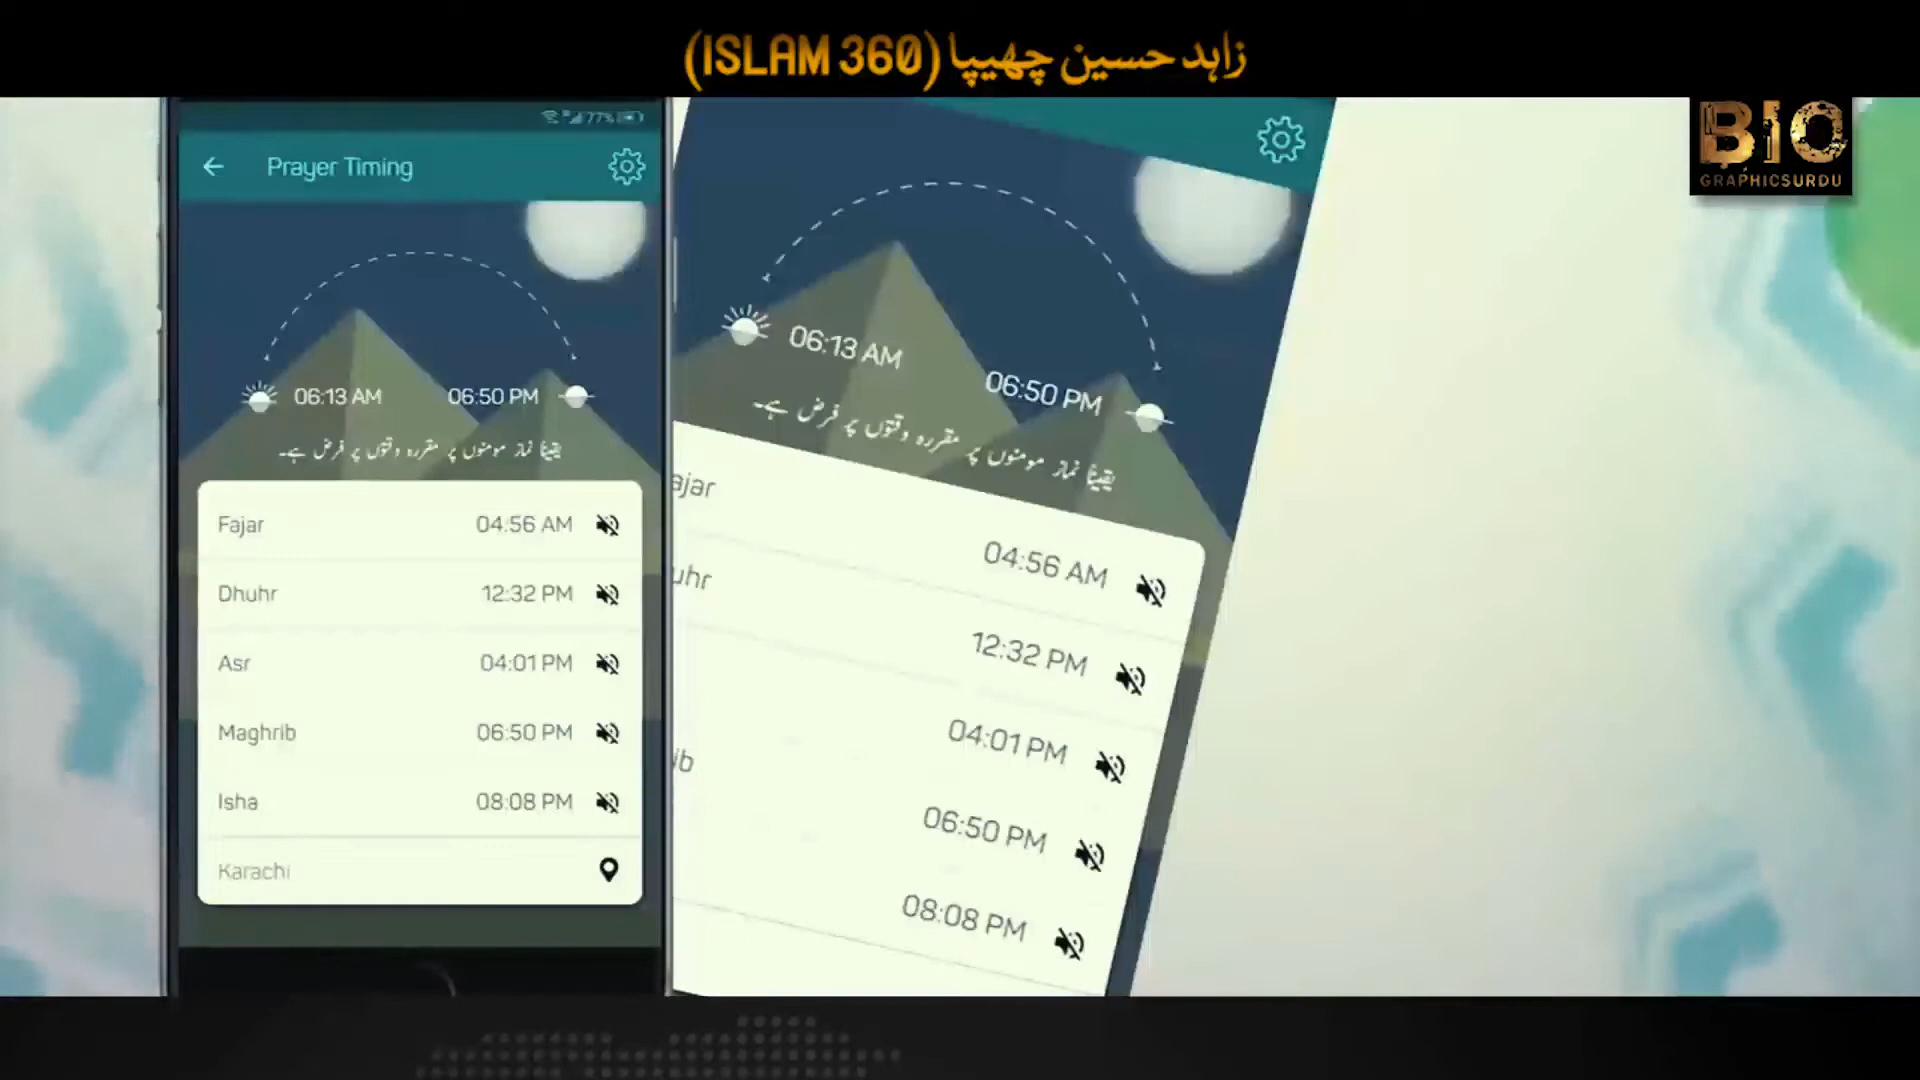 زاہد حسین چھیپا (ISLAM 360)
BIO
GRAPHICSURDU
77%
Prayer Timing
06:13 AM
06:50 PM
یقیناً نماز مومنوں پر مقررہ وقتوں پر فرض ہے۔
Fajar
04:56 AM
Dhuhr
12:32 PM
Asr
04:01 PM
Maghrib
06:50 PM
Isha
08:08 PM
Karachi
06:13 AM
06:50 PM
یقیناً نماز مومنوں پر مقررہ وقتوں پر فرض ہے۔
ajar
04:56 AM
uhr
12:32 PM
04:01 PM
ib
06:50 PM
08:08 PM